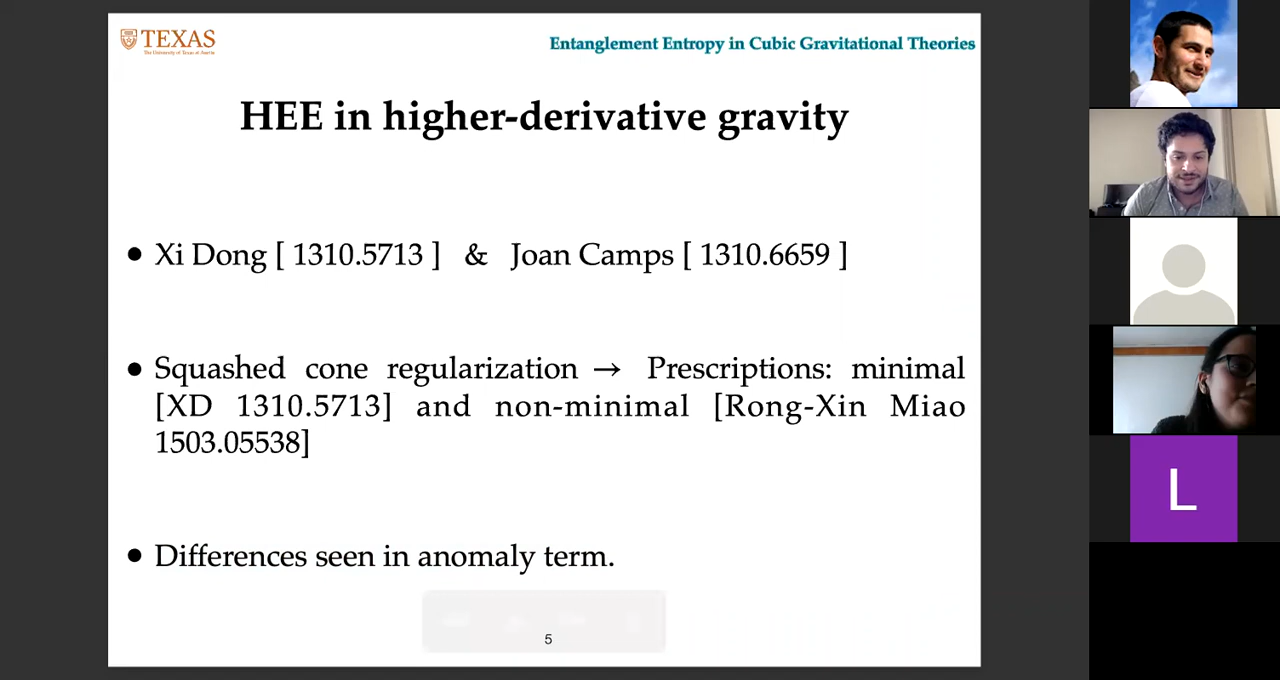 TEXAS
The University of Texas at Austin
Entanglement Entropy in Cubic Gravitational Theories
HEE in higher-derivative gravity
● Xi Dong [ 1310.5713 ] & Joan Camps [ 1310.6659 ]
● Squashed cone regularization → Prescriptions: minimal
[XD 1310.5713] and non-minimal [Rong-Xin Miao
1503.05538]
● Differences seen in anomaly term.
5
L